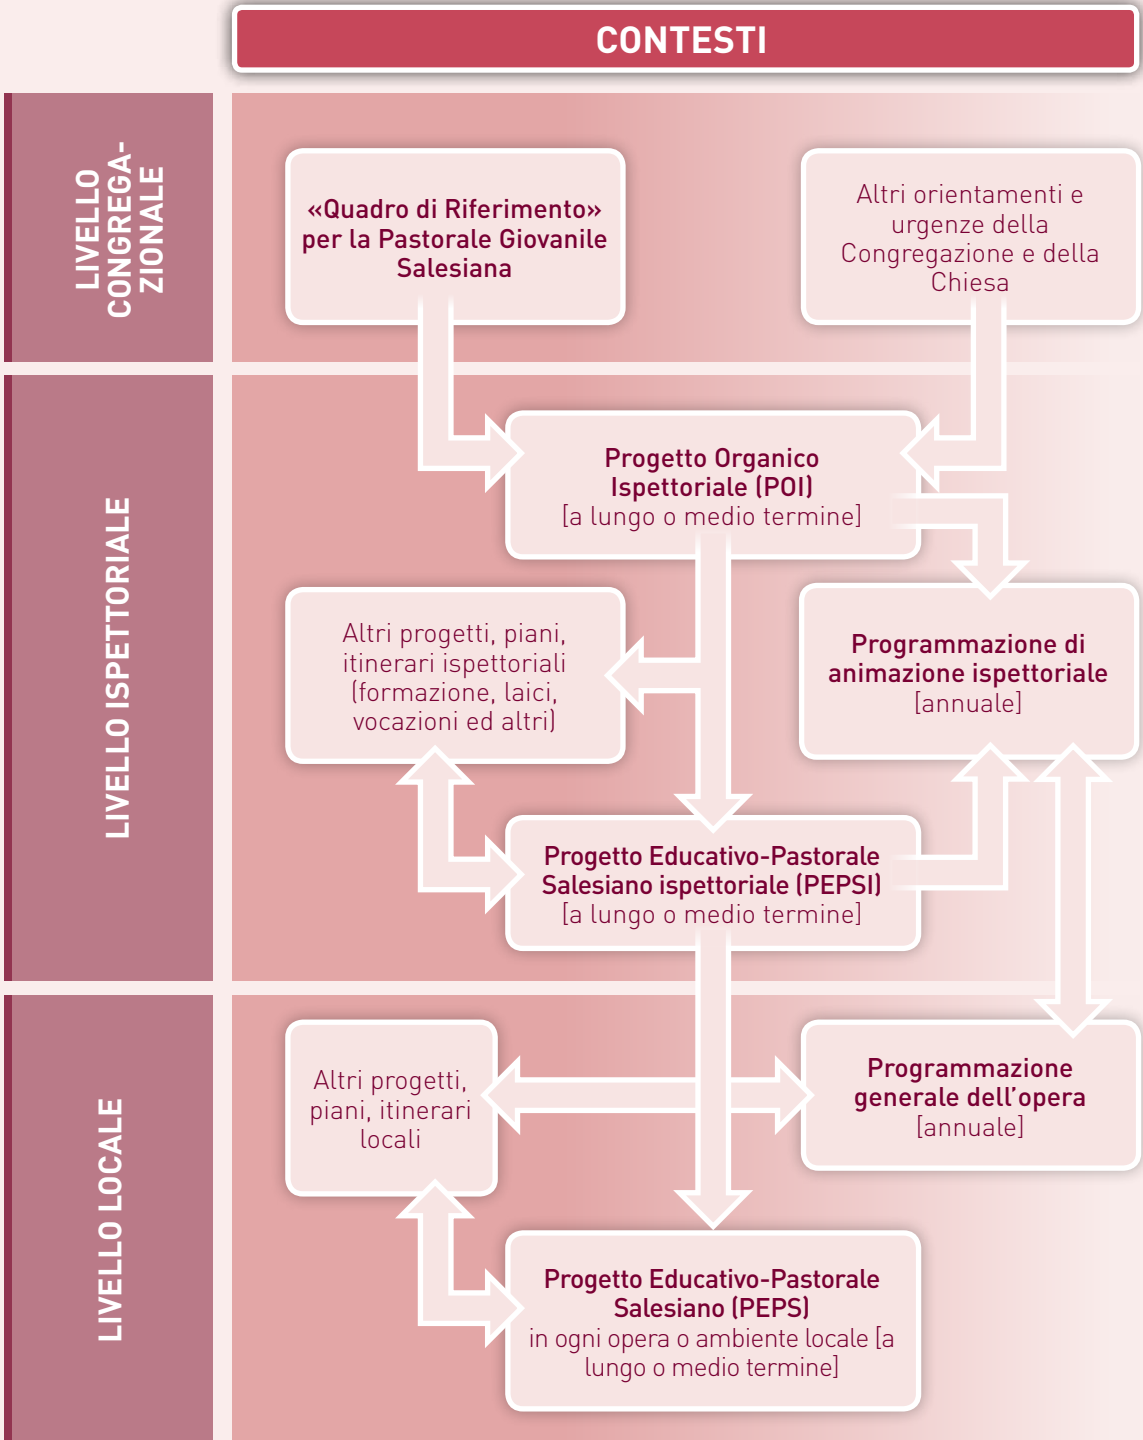 CONTESTI
LIVELLO
CONGREGA-
ZIONALE
«Quadro di Riferimento»
per la Pastorale Giovanile
Salesiana
Altri orientamenti e
urgenze della
Congregazione e della
Chiesa
LIVELLO ISPETTORIALE
Progetto Organico
Ispettoriale (POI)
[a lungo o medio termine]
Altri progetti, piani,
itinerari ispettoriali
(formazione, laici,
vocazioni ed altri)
Programmazione di
animazione ispettoriale
[annuale]
Progetto Educativo-Pastorale
Salesiano ispettoriale (PEPSI)
[a lungo o medio termine]
LIVELLO LOCALE
Altri progetti,
piani, itinerari
locali
Programmazione
generale dell’opera
[annuale]
Progetto Educativo-Pastorale
Salesiano (PEPS)
in ogni opera o ambiente locale [a
lungo o medio termine]